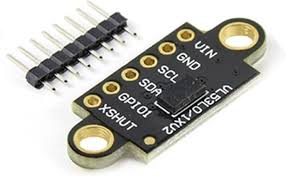 VIN
GND
SCL
SDA
GPIO1
XSHUT
VL53L0/1XV2